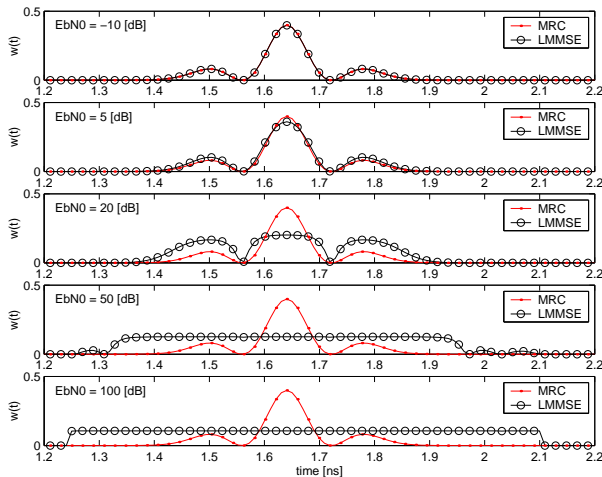 0.5
EbN0 = −10 [dB]
MRC
LMMSE
w(t)
0
1.2 1.3 1.4 1.5 1.6 1.7 1.8 1.9 2 2.1 2.2
0.5
EbN0 = 5 [dB]
MRC
LMMSE
w(t)
0
1.2 1.3 1.4 1.5 1.6 1.7 1.8 1.9 2 2.1 2.2
0.5
EbN0 = 20 [dB]
MRC
LMMSE
w(t)
0
1.2 1.3 1.4 1.5 1.6 1.7 1.8 1.9 2 2.1 2.2
0.5
EbN0 = 50 [dB]
MRC
LMMSE
w(t)
0
1.2 1.3 1.4 1.5 1.6 1.7 1.8 1.9 2 2.1 2.2
0.5
EbN0 = 100 [dB]
MRC
LMMSE
w(t)
0
1.2 1.3 1.4 1.5 1.6 1.7 1.8 1.9 2 2.1 2.2
time [ns]